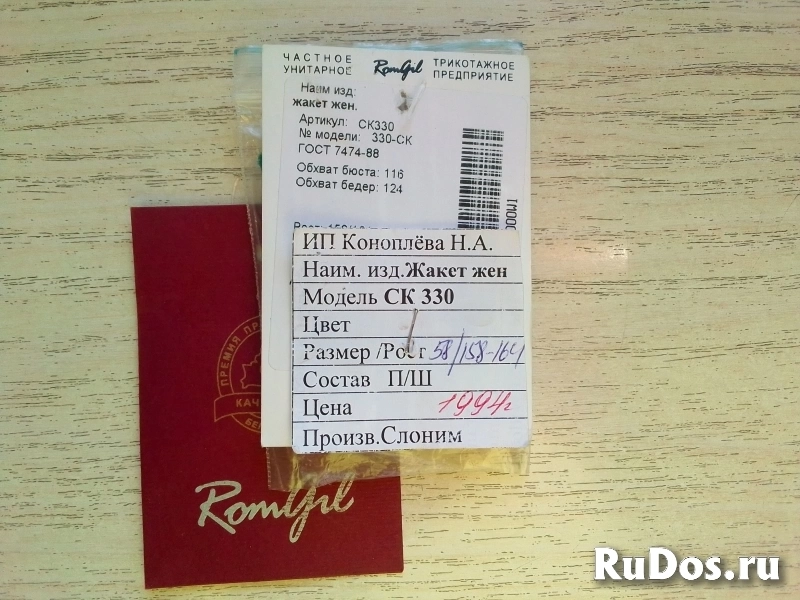 ЧАСТНОЕ УНИТАРНОЕ
RomGil
ТРИКОТАЖНОЕ ПРЕДПРИЯТИЕ
Наим изд:
жакет жен.
Артикул: СК330
№ модели: 330-СК
ГОСТ 7474-88
Обхват бюста: 116
Обхват бедер: 124
ИП Коноплёва Н.А.
Наим. изд.Жакет жен
Модель СК 330
Цвет
Размер /Рост 58/158-164
Состав П/Ш
Цена 1994г
Произв.Слоним
ПРЕМИЯ
RomGil
RuDos.ru